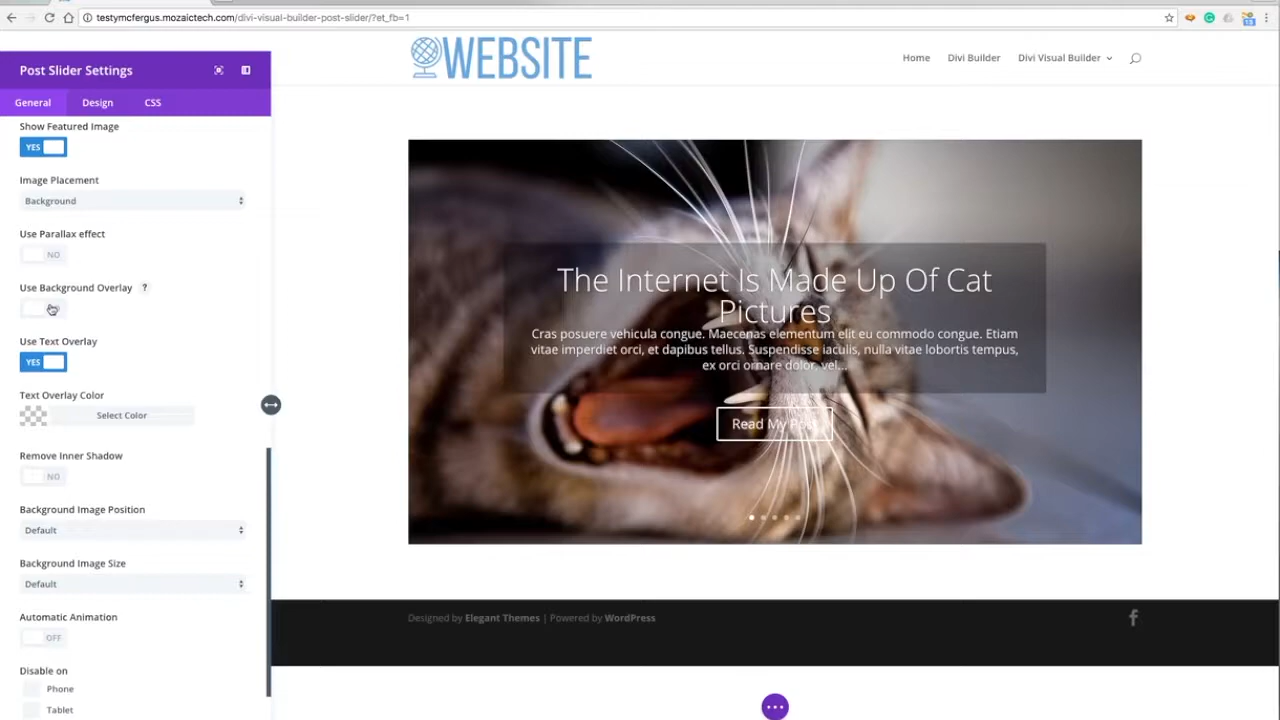 testymcfergus.mozaictech.com/divi-visual-builder-post-slider/?et_fb=1
WEBSITE
Home
Divi Builder
Divi Visual Builder
Post Slider Settings
General
Design
CSS
Show Featured Image
YES
Image Placement
Background
Use Parallax effect
NO
Use Background Overlay ?
Use Text Overlay
YES
Text Overlay Color
Select Color
Remove Inner Shadow
NO
Background Image Position
Default
Background Image Size
Default
Automatic Animation
OFF
Disable on
Phone
Tablet
The Internet Is Made Up Of Cat
Pictures
Cras posuere vehicula congue. Maecenas elementum elit eu commodo congue. Etiam
vitae imperdiet orci, et dapibus tellus. Suspendisse iaculis, nulla vitae lobortis tempus,
ex orci ornare dolor, vel...
Read My
Designed by Elegant Themes | Powered by WordPress